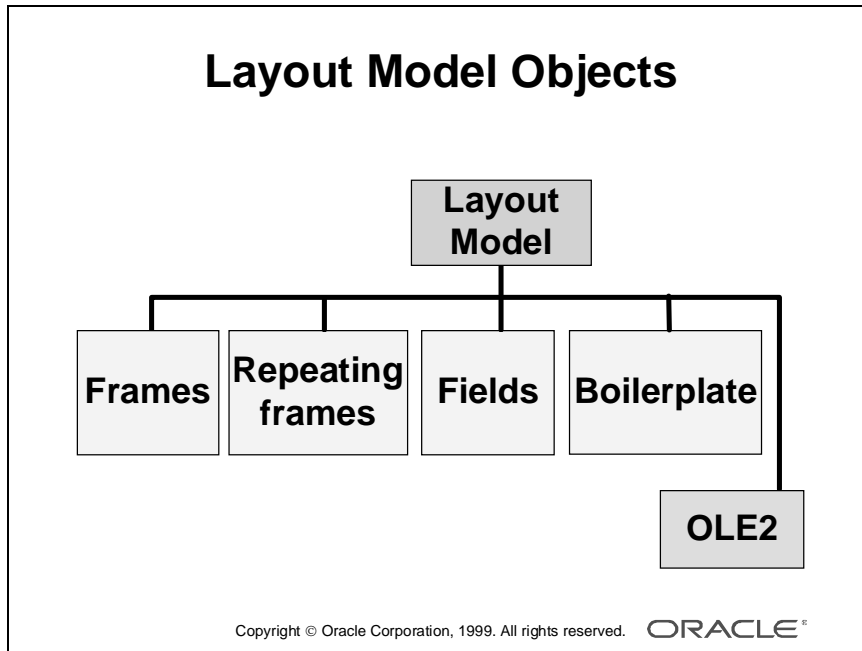 Layout Model Objects
Layout
Model
Frames
Repeating
frames
Fields
Boilerplate
OLE2
Copyright © Oracle Corporation, 1999. All rights reserved.
ORACLE®